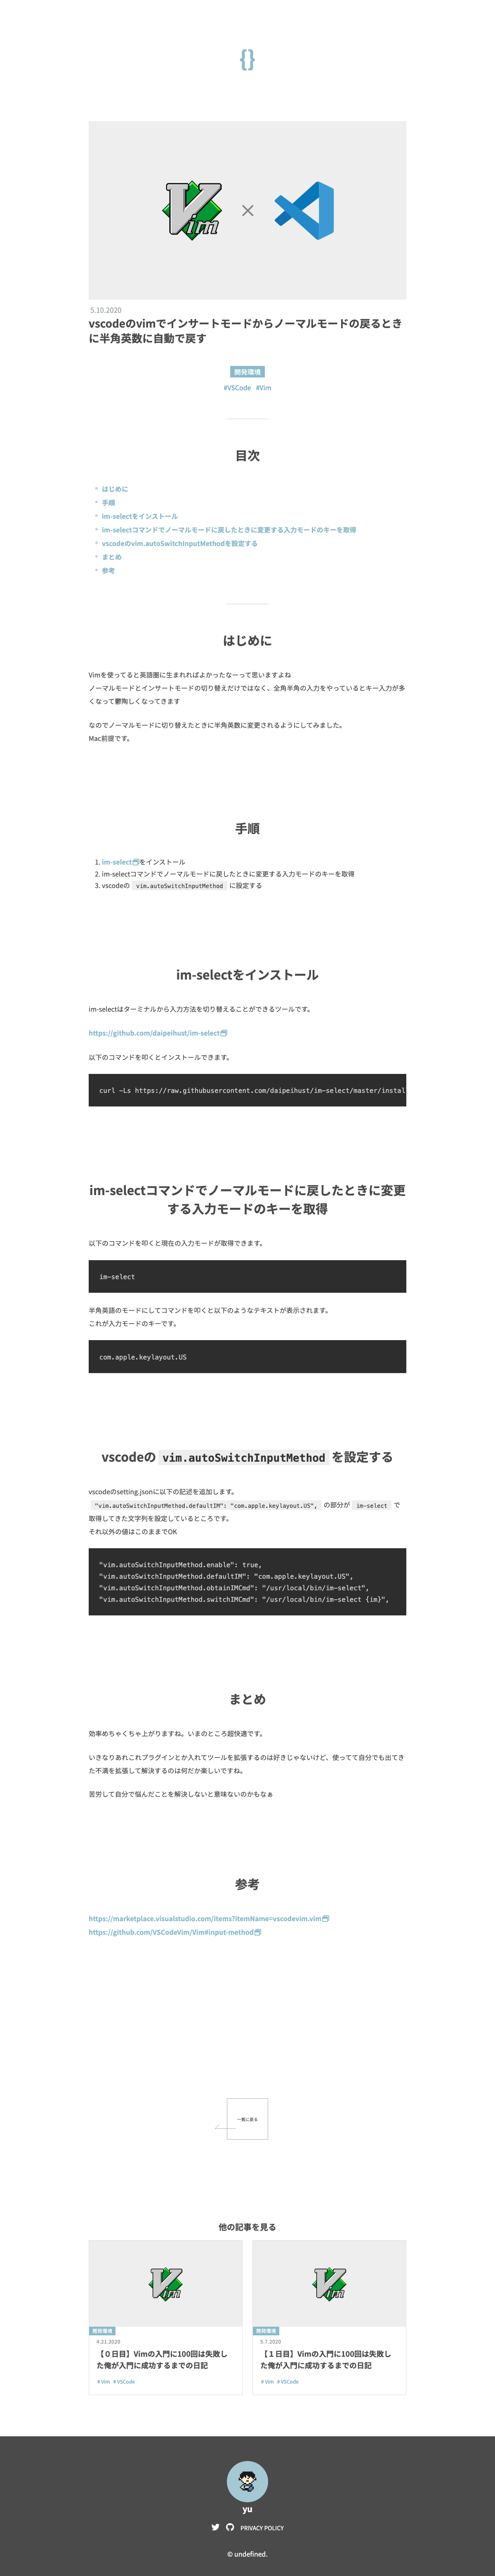 {}
Vim
5.10.2020
vscodeのvimでインサートモードからノーマルモードの戻るとき
に半角英数に自動で戻す
開発環境
#VSCode #Vim
目次
はじめに
手順
im-selectをインストール
im-selectコマンドでノーマルモードに戻したときに変更する入力モードのキーを取得
vscodeのvim.autoSwitchInputMethodを設定する
まとめ
参考
はじめに
Vimを使ってると英語圏に生まれればよかったなーって思いますよね
ノーマルモードとインサートモードの切り替えだけではなく、全角半角の入力をやっているとキー入力が多
くなって鬱陶しくなってきます
なのでノーマルモードに切り替えたときに半角英数に変更されるようにしてみました。
Mac前提です。
手順
1. im-selectをインストール
2. im-selectコマンドでノーマルモードに戻したときに変更する入力モードのキーを取得
3. vscodeの vim.autoSwitchInputMethod に設定する
im-selectをインストール
im-selectはターミナルから入力方法を切り替えることができるツールです。
https://github.com/daipeihust/im-select
以下のコマンドを叩くとインストールできます。
curl -Ls https://raw.githubusercontent.com/daipeihust/im-select/master/instal
im-selectコマンドでノーマルモードに戻したときに変更
する入力モードのキーを取得
以下のコマンドを叩くと現在の入力モードが取得できます。
im-select
半角英語のモードにしてコマンドを叩くと以下のようなテキストが表示されます。
これが入力モードのキーです。
com.apple.keylayout.US
vscodeの vim.autoSwitchInputMethod を設定する
vscodeのsetting.jsonに以下の記述を追加します。
"vim.autoSwitchInputMethod.defaultIM": "com.apple.keylayout.US", の部分が im-select で
取得してきた文字列を設定しているところです。
それ以外の値はこのままでOK
"vim.autoSwitchInputMethod.enable": true,
"vim.autoSwitchInputMethod.defaultIM": "com.apple.keylayout.US",
"vim.autoSwitchInputMethod.obtainIMCmd": "/usr/local/bin/im-select",
"vim.autoSwitchInputMethod.switchIMCmd": "/usr/local/bin/im-select {im}",
まとめ
効率めちゃくちゃ上がりますね。いまのところ超快適です。
いきなりあれこれプラグインとか入れてツールを拡張するのは好きじゃないけど、使ってて自分でも出てき
た不満を拡張して解決するのは何だか楽しいですね。
苦労して自分で悩んだことを解決しないと意味ないのかもなぁ
参考
https://marketplace.visualstudio.com/items?itemName=vscodevim.vim
https://github.com/VSCodeVim/Vim#input-method
一覧に戻る
他の記事を見る
Vim
開発環境
4.21.2020
【０日目】Vimの入門に100回は失敗し
た俺が入門に成功するまでの日記
#Vim #VSCode
Vim
開発環境
5.7.2020
【１日目】Vimの入門に100回は失敗し
た俺が入門に成功するまでの日記
#Vim #VSCode
yu
PRIVACY POLICY
© undefined.